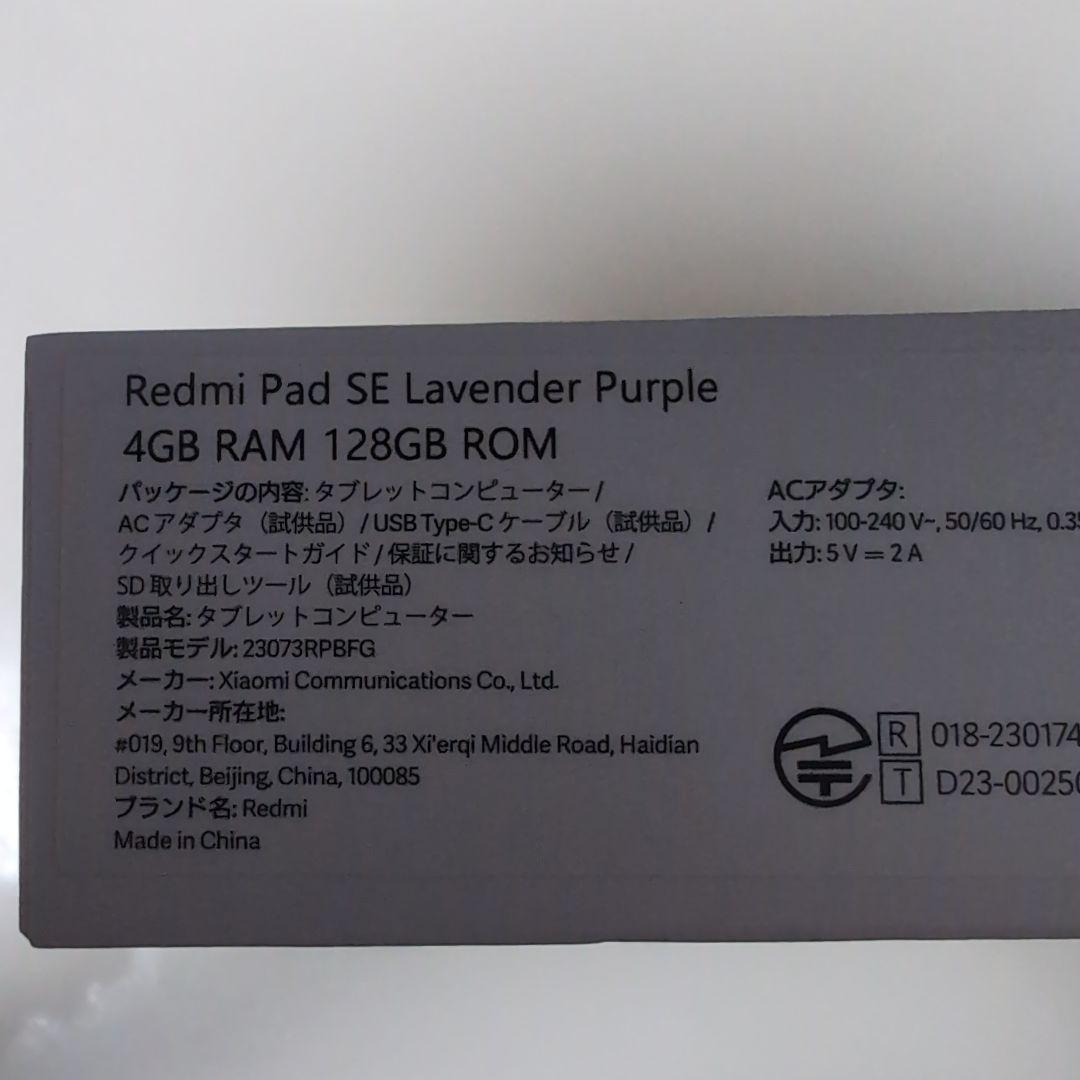 Redmi Pad SE Lavender Purple
4GB RAM 128GB ROM
パッケージの内容: タブレットコンピューター /
ACアダプタ（試供品）/ USB Type-C ケーブル（試供品）/
クイックスタートガイド / 保証に関するお知らせ /
SD 取り出しツール（試供品）
製品名: タブレットコンピューター
製品モデル: 23073RPBFG
メーカー: Xiaomi Communications Co., Ltd.
メーカー所在地:
#019, 9th Floor, Building 6, 33 Xi'erqi Middle Road, Haidian
District, Beijing, China, 100085
ブランド名: Redmi
Made in China
ACアダプタ:
入力: 100-240 V~, 50/60 Hz, 0.35
出力: 5 V = 2 A
R 018-230174
T D23-00250